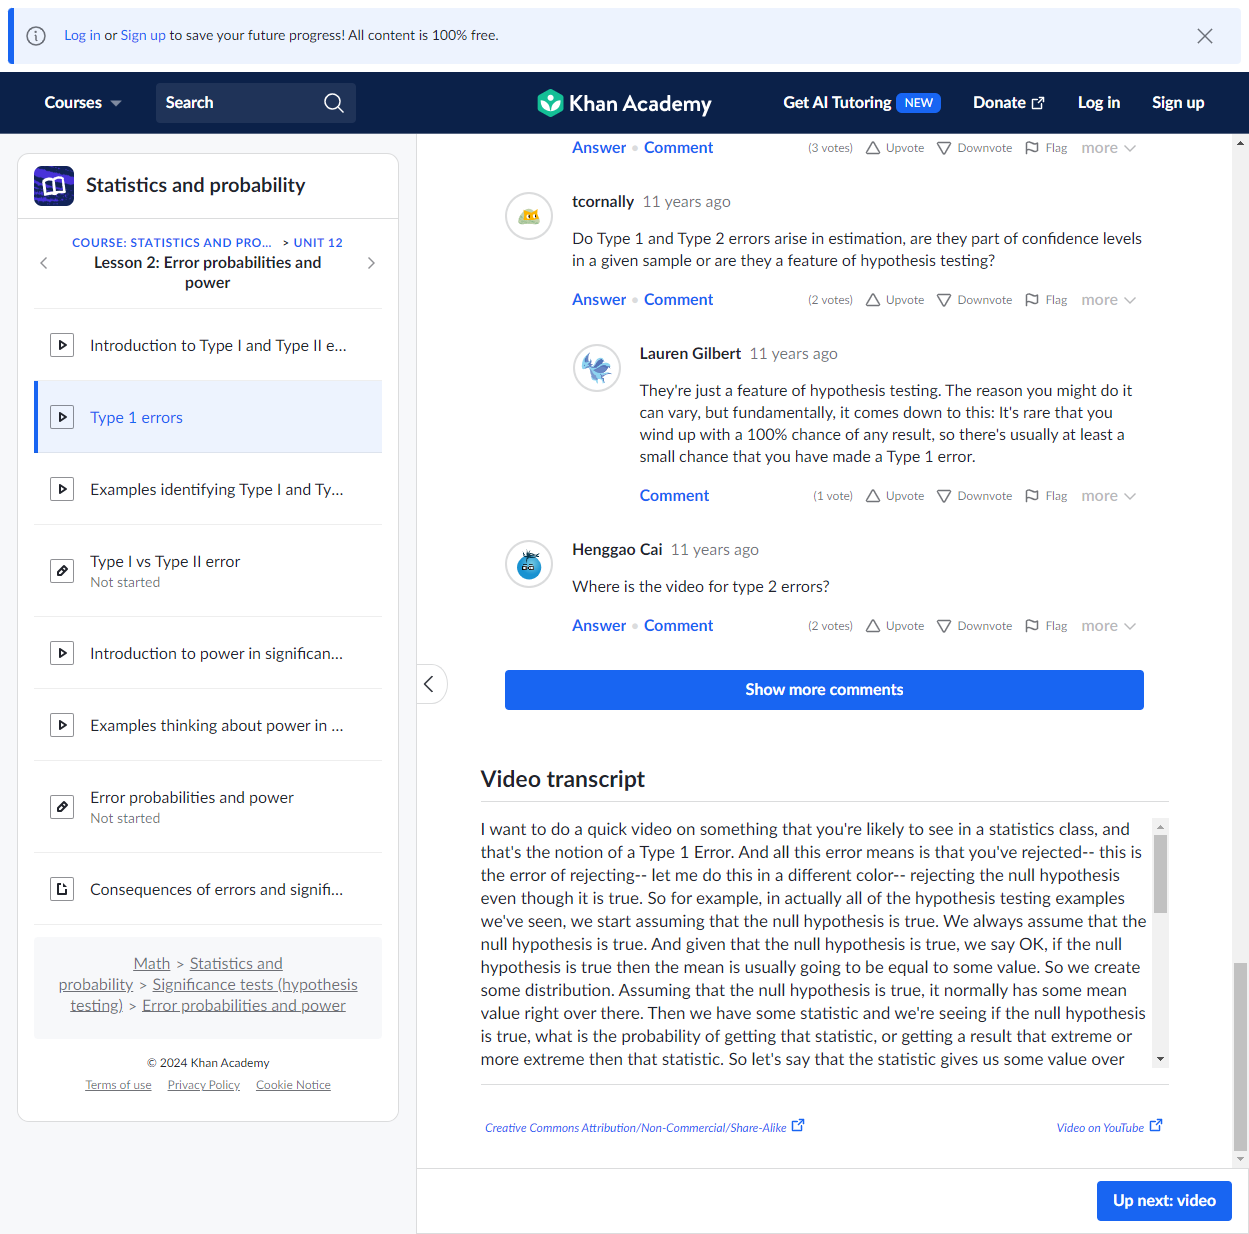 Log in or Sign up to save your future progress! All content is 100% free.
Courses
Search
Khan Academy
Get AI Tutoring NEW
Donate
Log in
Sign up
Statistics and probability
COURSE: STATISTICS AND PRO... > UNIT 12
Lesson 2: Error probabilities and
power
Introduction to Type I and Type II e...
Type 1 errors
Examples identifying Type I and Ty...
Type I vs Type II error
Not started
Introduction to power in significan...
Examples thinking about power in ...
Error probabilities and power
Not started
Consequences of errors and signifi...
Math > Statistics and
probability > Significance tests (hypothesis
testing) > Error probabilities and power
© 2024 Khan Academy
Terms of use Privacy Policy Cookie Notice
Answer • Comment (3 votes) Upvote Downvote Flag more
tcornally 11 years ago
Do Type 1 and Type 2 errors arise in estimation, are they part of confidence levels
in a given sample or are they a feature of hypothesis testing?
Answer • Comment (2 votes) Upvote Downvote Flag more
Lauren Gilbert 11 years ago
They're just a feature of hypothesis testing. The reason you might do it
can vary, but fundamentally, it comes down to this: It's rare that you
wind up with a 100% chance of any result, so there's usually at least a
small chance that you have made a Type 1 error.
Comment (1 vote) Upvote Downvote Flag more
Henggao Cai 11 years ago
Where is the video for type 2 errors?
Answer • Comment (2 votes) Upvote Downvote Flag more
Show more comments
Video transcript
I want to do a quick video on something that you're likely to see in a statistics class, and
that's the notion of a Type 1 Error. And all this error means is that you've rejected-- this is
the error of rejecting-- let me do this in a different color-- rejecting the null hypothesis
even though it is true. So for example, in actually all of the hypothesis testing examples
we've seen, we start assuming that the null hypothesis is true. We always assume that the
null hypothesis is true. And given that the null hypothesis is true, we say OK, if the null
hypothesis is true then the mean is usually going to be equal to some value. So we create
some distribution. Assuming that the null hypothesis is true, it normally has some mean
value right over there. Then we have some statistic and we're seeing if the null hypothesis
is true, what is the probability of getting that statistic, or getting a result that extreme or
more extreme then that statistic. So let's say that the statistic gives us some value over
Creative Commons Attribution/Non-Commercial/Share-Alike
Video on YouTube
Up next: video